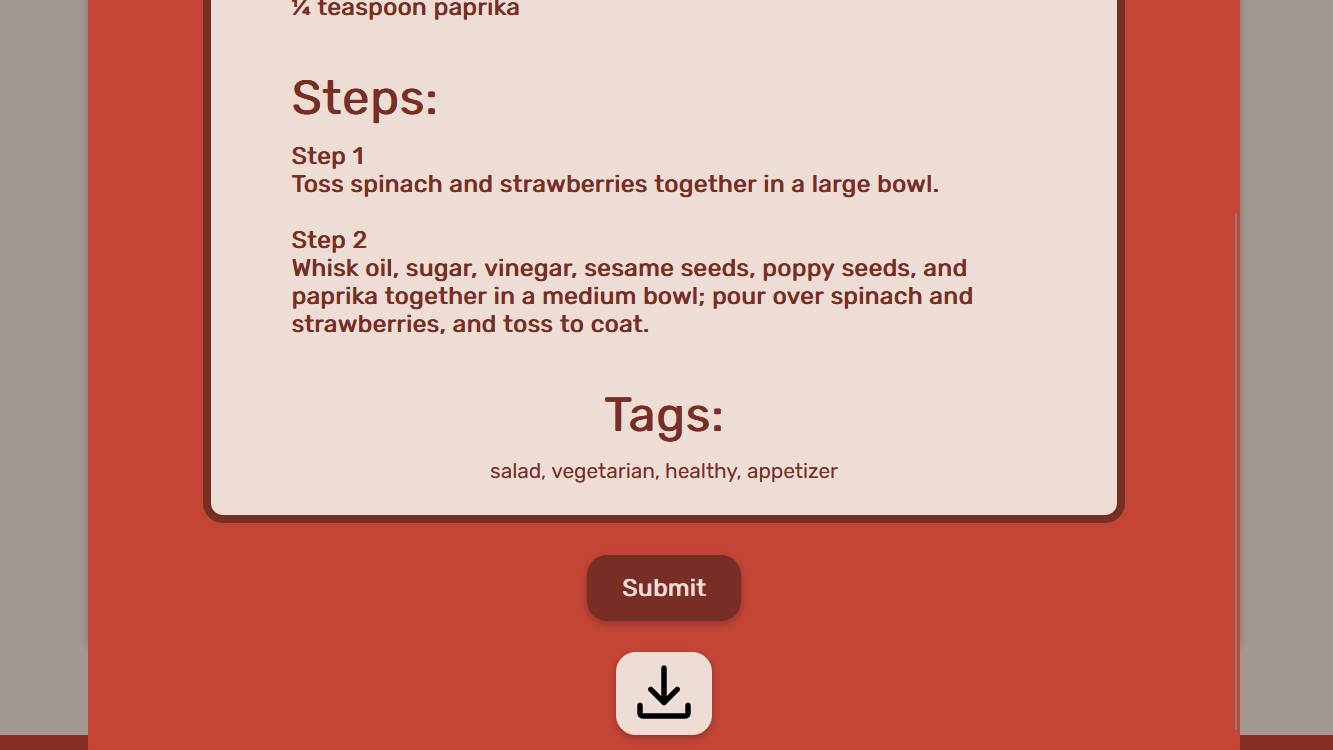 ¼ teaspoon paprika
Steps:
Step 1
Toss spinach and strawberries together in a large bowl.
Step 2
Whisk oil, sugar, vinegar, sesame seeds, poppy seeds, and
paprika together in a medium bowl; pour over spinach and
strawberries, and toss to coat.
Tags:
salad, vegetarian, healthy, appetizer
Submit